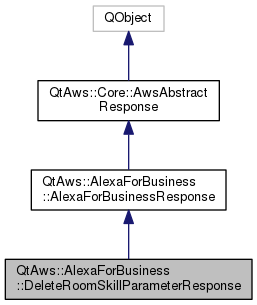 QObject
QtAws::Core::AwsAbstract
Response
QtAws::AlexaForBusiness
::AlexaForBusinessResponse
QtAws::AlexaForBusiness
::DeleteRoomSkillParameterResponse